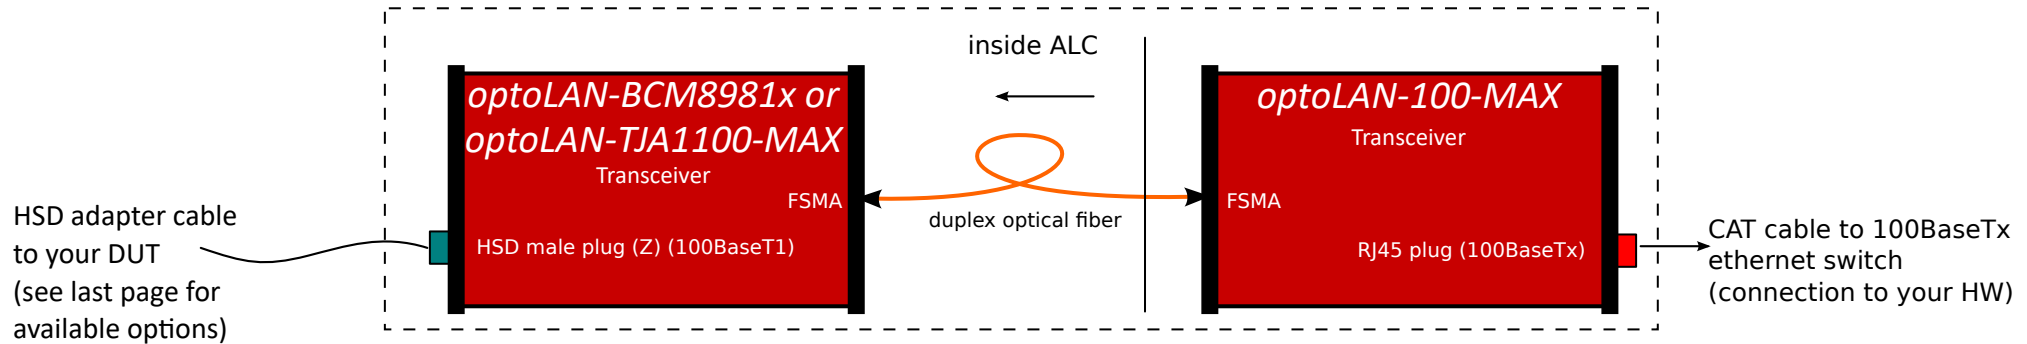 HSD adapter cable
to your DUT
(see last page for
available options)
optoLAN-BCM8981x or
optoLAN-TJA1100-MAX
Transceiver
FSMA
HSD male plug (Z) (100BaseT1)
inside ALC
duplex optical fiber
optoLAN-100-MAX
Transceiver
FSMA
RJ45 plug (100BaseTx)
CAT cable to 100BaseTx
ethernet switch
(connection to your HW)